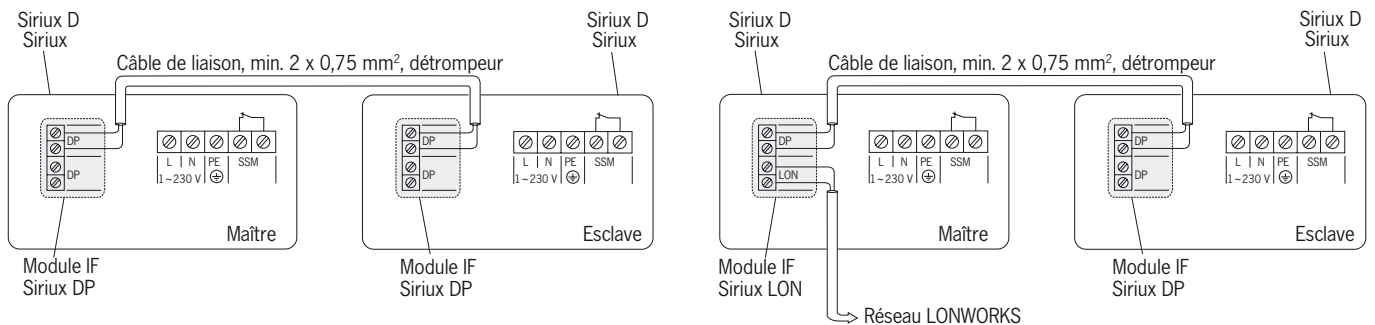 Siriux D
Siriux
Câble de liaison, min. 2 x 0,75 mm², détrompeur
Siriux D
Siriux
DP
DP
L N PE SSM
1~230 V
Maître
DP
DP
L N PE SSM
1~230 V
Esclave
Module IF
Siriux DP
Module IF
Siriux DP
Siriux D
Siriux
Câble de liaison, min. 2 x 0,75 mm², détrompeur
Siriux D
Siriux
DP
LON
L N PE SSM
1~230 V
Maître
DP
DP
L N PE SSM
1~230 V
Esclave
Module IF
Siriux LON
Module IF
Siriux DP
Réseau LONWORKS